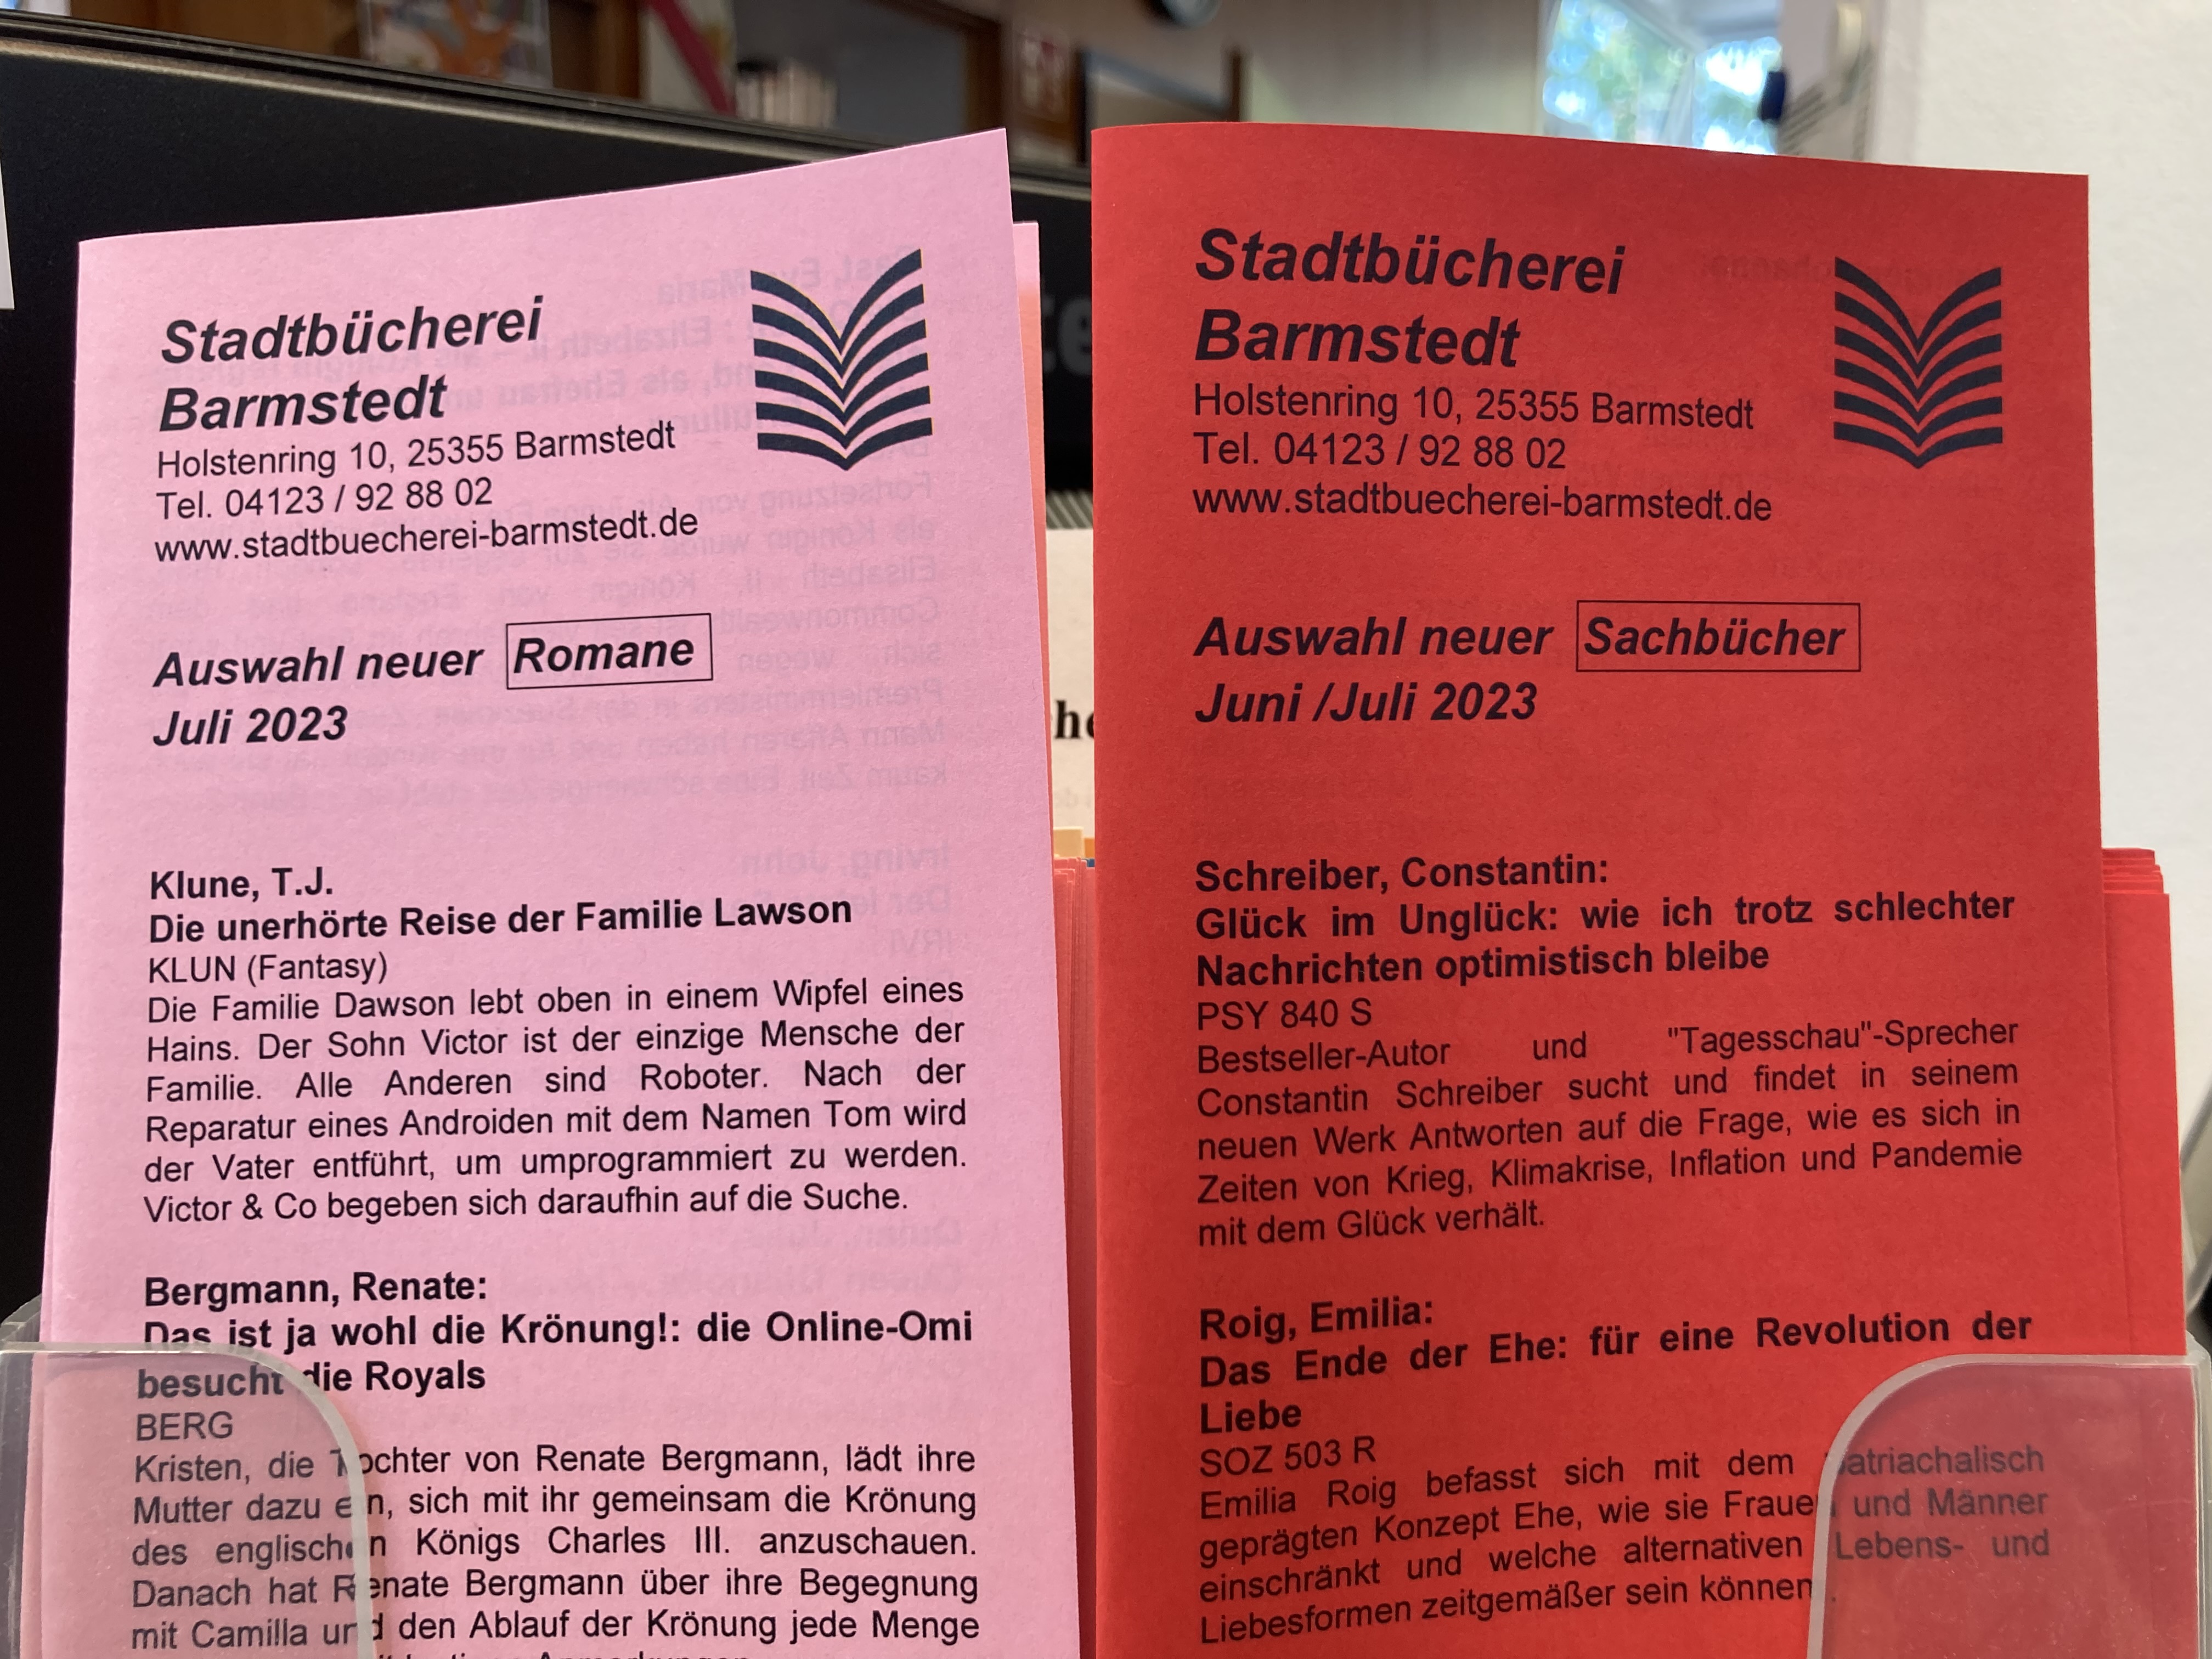 Stadtbücherei
Barmstedt
Holstenring 10, 25355 Barmstedt
Tel. 04123 / 92 88 02
www.stadtbuecherei-barmstedt.de
Auswahl neuer Romane
Juli 2023
Klune, T.J.
Die unerhörte Reise der Familie Lawson
KLUN (Fantasy)
Die Familie Dawson lebt oben in einem Wipfel eines
Hains. Der Sohn Victor ist der einzige Mensche der
Familie. Alle Anderen sind Roboter. Nach der
Reparatur eines Androiden mit dem Namen Tom wird
der Vater entführt, um umprogrammiert zu werden.
Victor & Co begeben sich daraufhin auf die Suche.
Bergmann, Renate:
Das ist ja wohl die Krönung!: die Online-Omi
besucht die Royals
BERG
Kristen, die Tochter von Renate Bergmann, lädt ihre
Mutter dazu ein, sich mit ihr gemeinsam die Krönung
des englischen Königs Charles III. anzuschauen.
Danach hat Renate Bergmann über ihre Begegnung
mit Camilla und den Ablauf der Krönung jede Menge
Stadtbücherei
Barmstedt
Holstenring 10, 25355 Barmstedt
Tel. 04123 / 92 88 02
www.stadtbuecherei-barmstedt.de
Auswahl neuer Sachbücher
Juni /Juli 2023
Schreiber, Constantin:
Glück im Unglück: wie ich trotz schlechter
Nachrichten optimistisch bleibe
PSY 840 S
Bestseller-Autor und "Tagesschau"-Sprecher
Constantin Schreiber sucht und findet in seinem
neuen Werk Antworten auf die Frage, wie es sich in
Zeiten von Krieg, Klimakrise, Inflation und Pandemie
mit dem Glück verhält.
Roig, Emilia:
Das Ende der Ehe: für eine Revolution der
Liebe
SOZ 503 R
Emilia Roig befasst sich mit dem patriachalisch
geprägten Konzept Ehe, wie sie Frauen und Männer
einschränkt und welche alternativen Lebens- und
Liebesformen zeitgemäßer sein können.